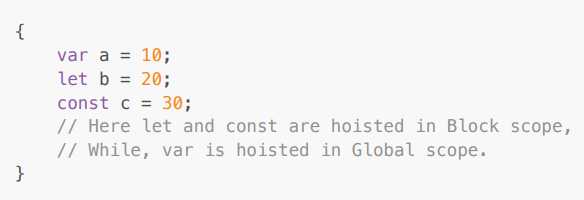 {
    var a = 10;
    let b = 20;
    const c = 30;
    // Here let and const are hoisted in Block scope,
    // While, var is hoisted in Global scope.
}